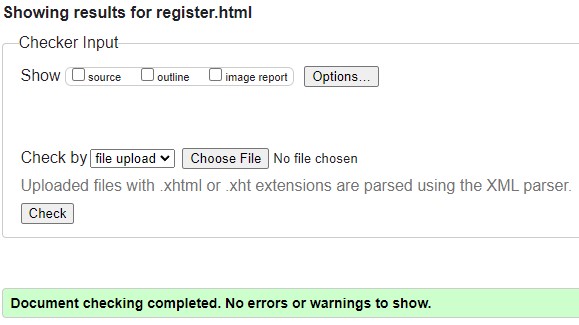 Showing results for register.html
Checker Input
Show source outline image report Options...
Check by file upload Choose File No file chosen
Uploaded files with .xhtml or .xht extensions are parsed using the XML parser.
Check
Document checking completed. No errors or warnings to show.